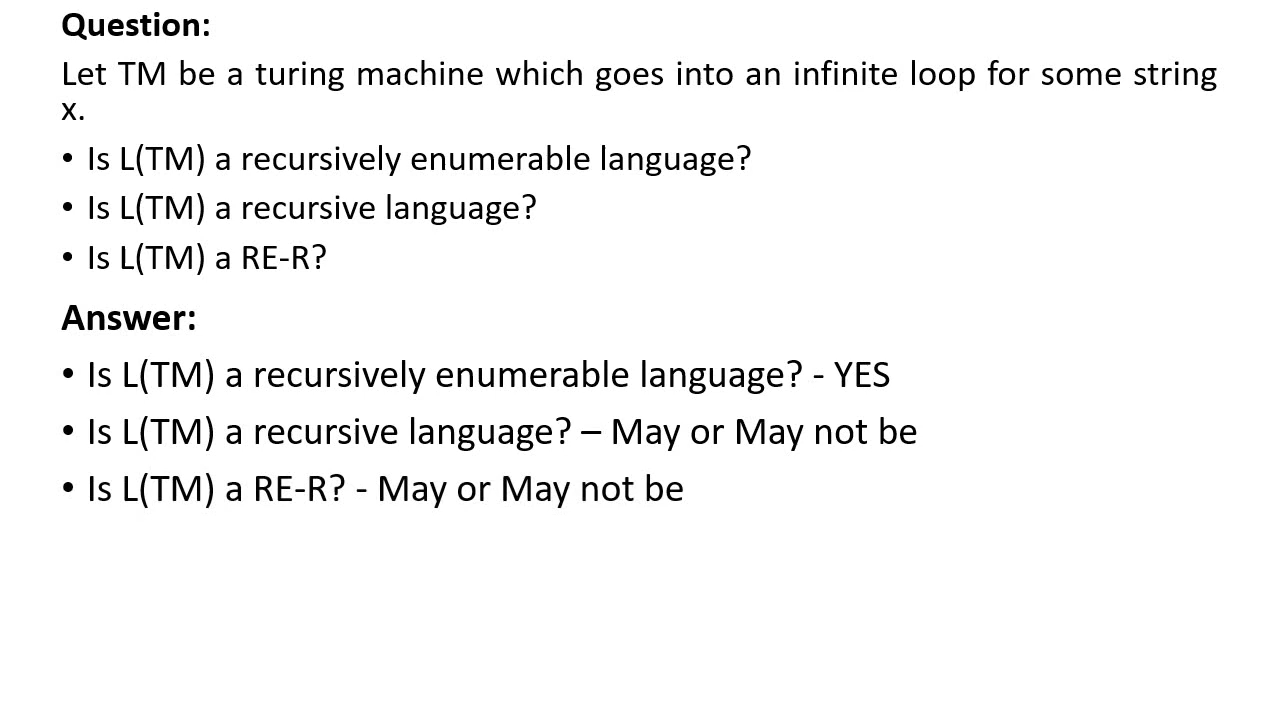 Question:
Let TM be a turing machine which goes into an infinite loop for some string
x.
• Is L(TM) a recursively enumerable language?
• Is L(TM) a recursive language?
• Is L(TM) a RE-R?
Answer:
• Is L(TM) a recursively enumerable language? - YES
• Is L(TM) a recursive language? – May or May not be
• Is L(TM) a RE-R? - May or May not be